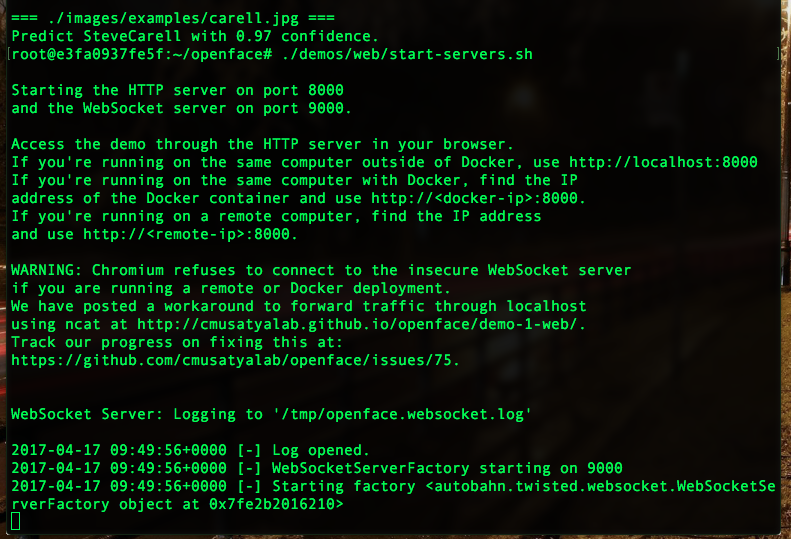 === ./images/examples/carell.jpg ===
Predict SteveCarell with 0.97 confidence.
[root@e3fa0937fe5f:~/openface# ./demos/web/start-servers.sh ]
Starting the HTTP server on port 8000
and the WebSocket server on port 9000.
Access the demo through the HTTP server in your browser.
If you're running on the same computer outside of Docker, use http://localhost:8000
If you're running on the same computer with Docker, find the IP
address of the Docker container and use http://<docker-ip>:8000.
If you're running on a remote computer, find the IP address
and use http://<remote-ip>:8000.
WARNING: Chromium refuses to connect to the insecure WebSocket server
if you are running a remote or Docker deployment.
We have posted a workaround to forward traffic through localhost
using ncat at http://cmusatyalab.github.io/openface/demo-1-web/.
Track our progress on fixing this at:
https://github.com/cmusatyalab/openface/issues/75.
WebSocket Server: Logging to '/tmp/openface.websocket.log'
2017-04-17 09:49:56+0000 [-] Log opened.
2017-04-17 09:49:56+0000 [-] WebSocketServerFactory starting on 9000
2017-04-17 09:49:56+0000 [-] Starting factory <autobahn.twisted.websocket.WebSocketSe
rverFactory object at 0x7fe2b2016210>